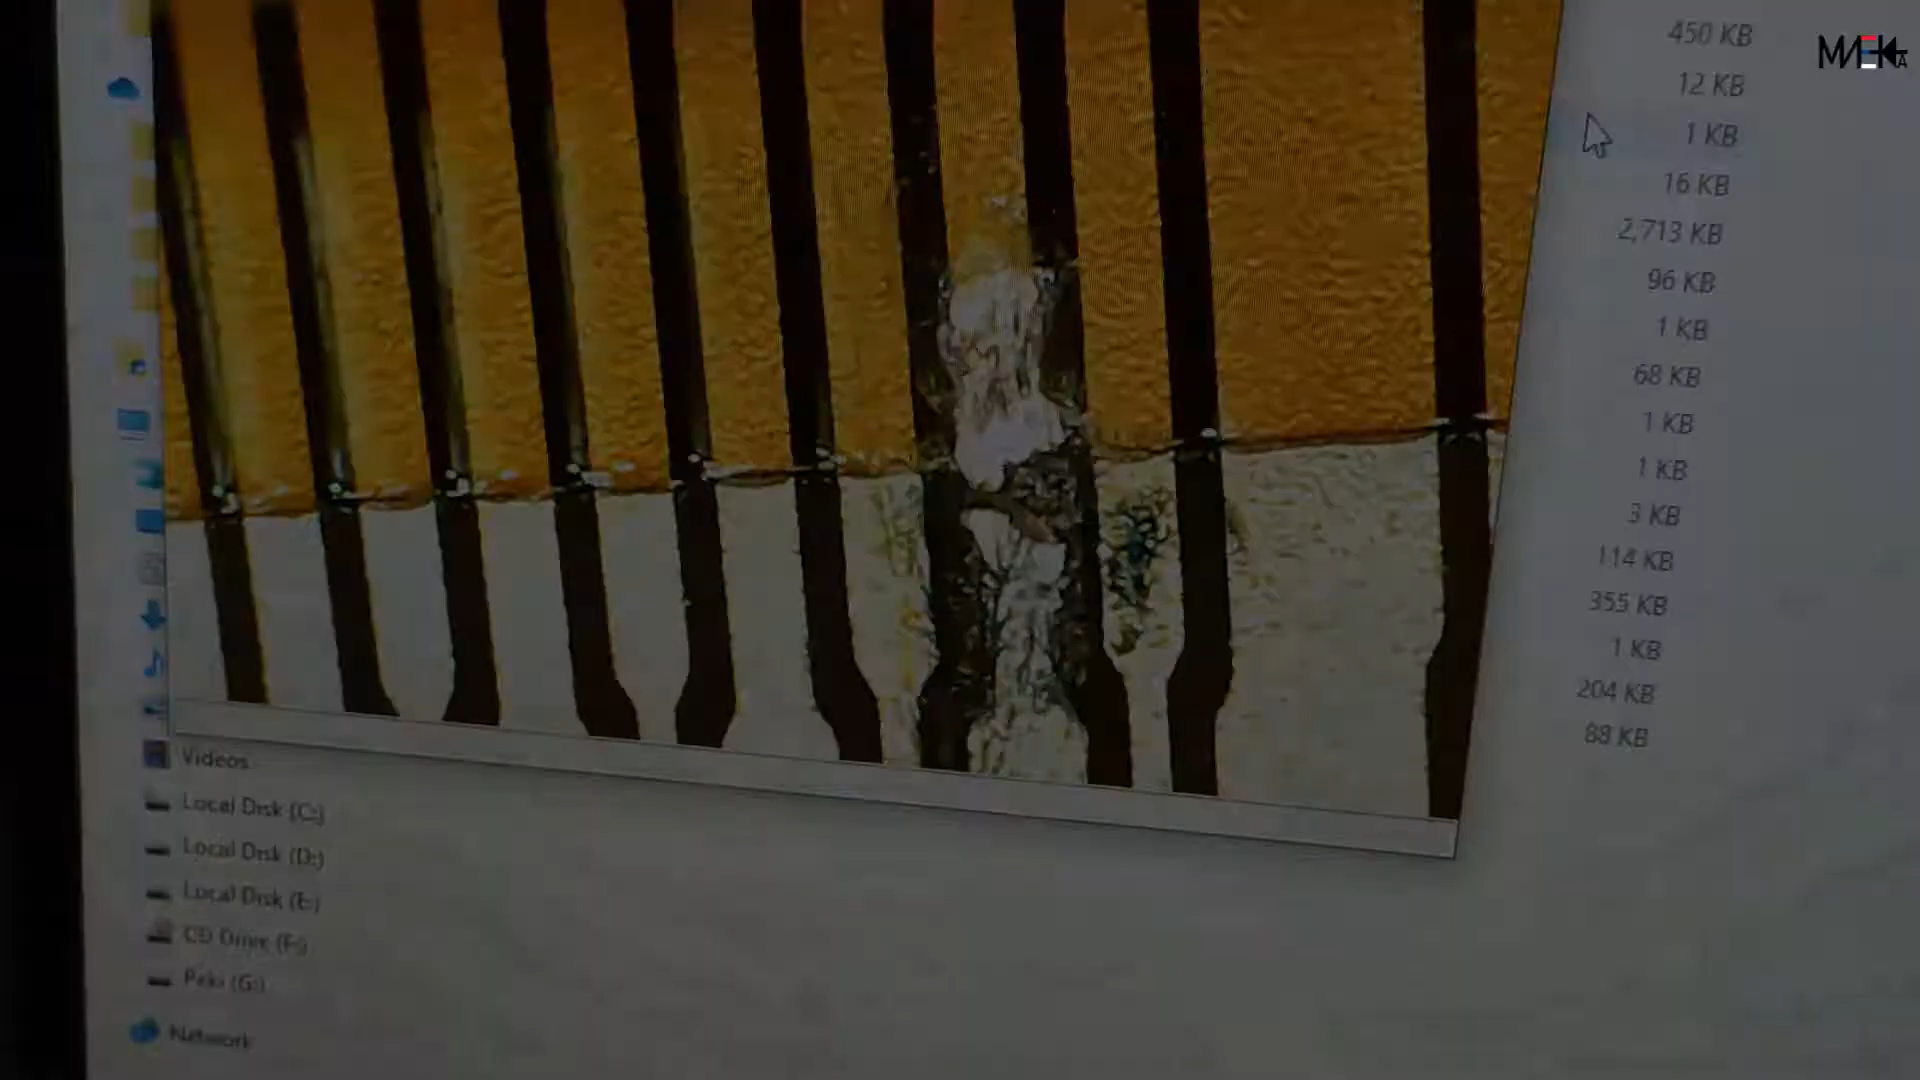 450 KB
12 KB
1 KB
16 KB
2,713 KB
96 KB
1 KB
68 KB
1 KB
1 KB
3 KB
114 KB
355 KB
1 KB
204 KB
88 KB
Videos
Local Disk (C:)
Local Disk (D:)
Local Disk (E:)
CD Drive (F:)
(G:)
Network